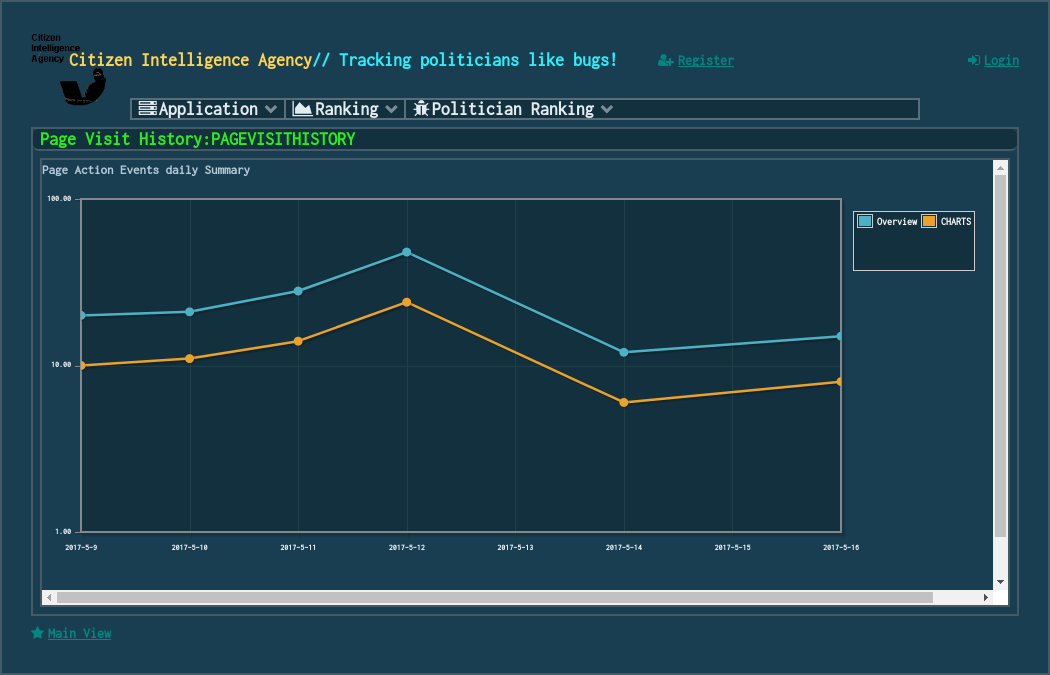 Citizen
Intelligence
Agency
Citizen Intelligence Agency// Tracking politicians like bugs!
Register
Login
Application
Ranking
Politician Ranking
Page Visit History:PAGEVISITHISTORY
Page Action Events daily Summary
100.00
10.00
1.00
2017-5-9
2017-5-10
2017-5-11
2017-5-12
2017-5-13
2017-5-14
2017-5-15
2017-5-16
Overview
CHARTS
Main View